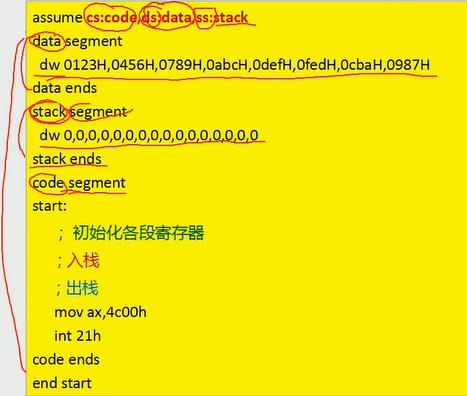 assume cs:code,ds:data,ss:stack
data segment
dw 0123H,0456H,0789H,0abcH,0defH,0fedH,0cbaH,0987H
data ends
stack segment
dw 0,0,0,0,0,0,0,0,0,0,0,0,0,0,0,0
stack ends
code segment
start:
; 初始化各段寄存器
; 入栈
; 出栈
mov ax,4c00h
int 21h
code ends
end start